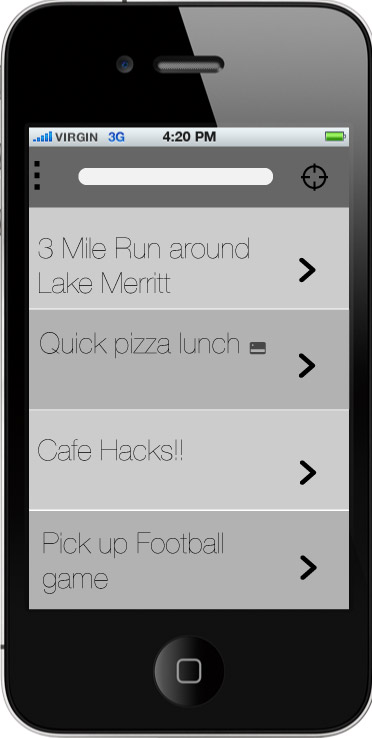 VIRGIN 3G 4:20 PM
3 Mile Run around
Lake Merritt
Quick pizza lunch
Cafe Hacks!!
Pick up Football
game